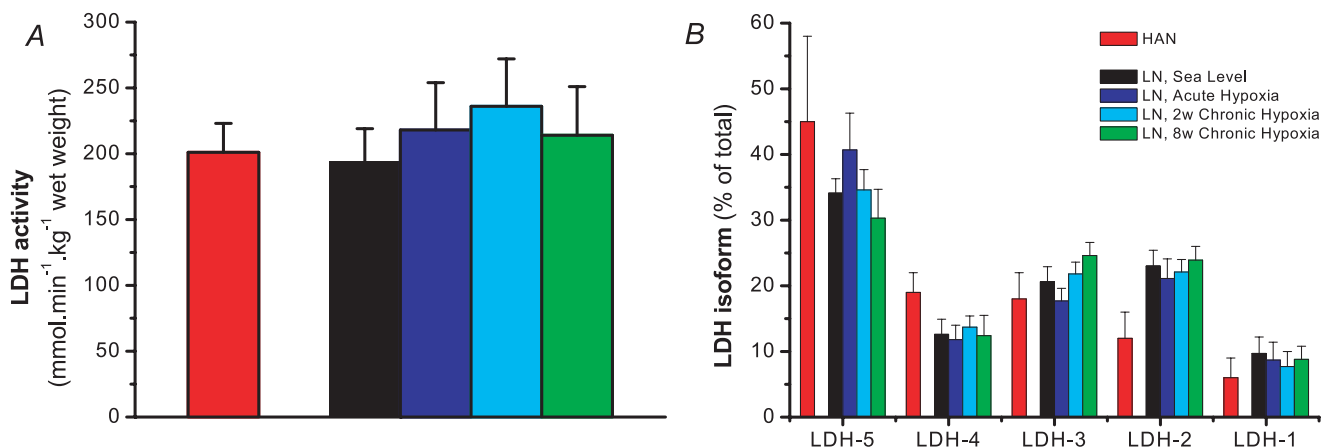 A
LDH activity
(mmol.min⁻¹.kg⁻¹ wet weight)
300
250
200
150
100
50
0
B
LDH isoform (% of total)
60
50
40
30
20
10
0
HAN
LN, Sea Level
LN, Acute Hypoxia
LN, 2w Chronic Hypoxia
LN, 8w Chronic Hypoxia
LDH-5 LDH-4 LDH-3 LDH-2 LDH-1